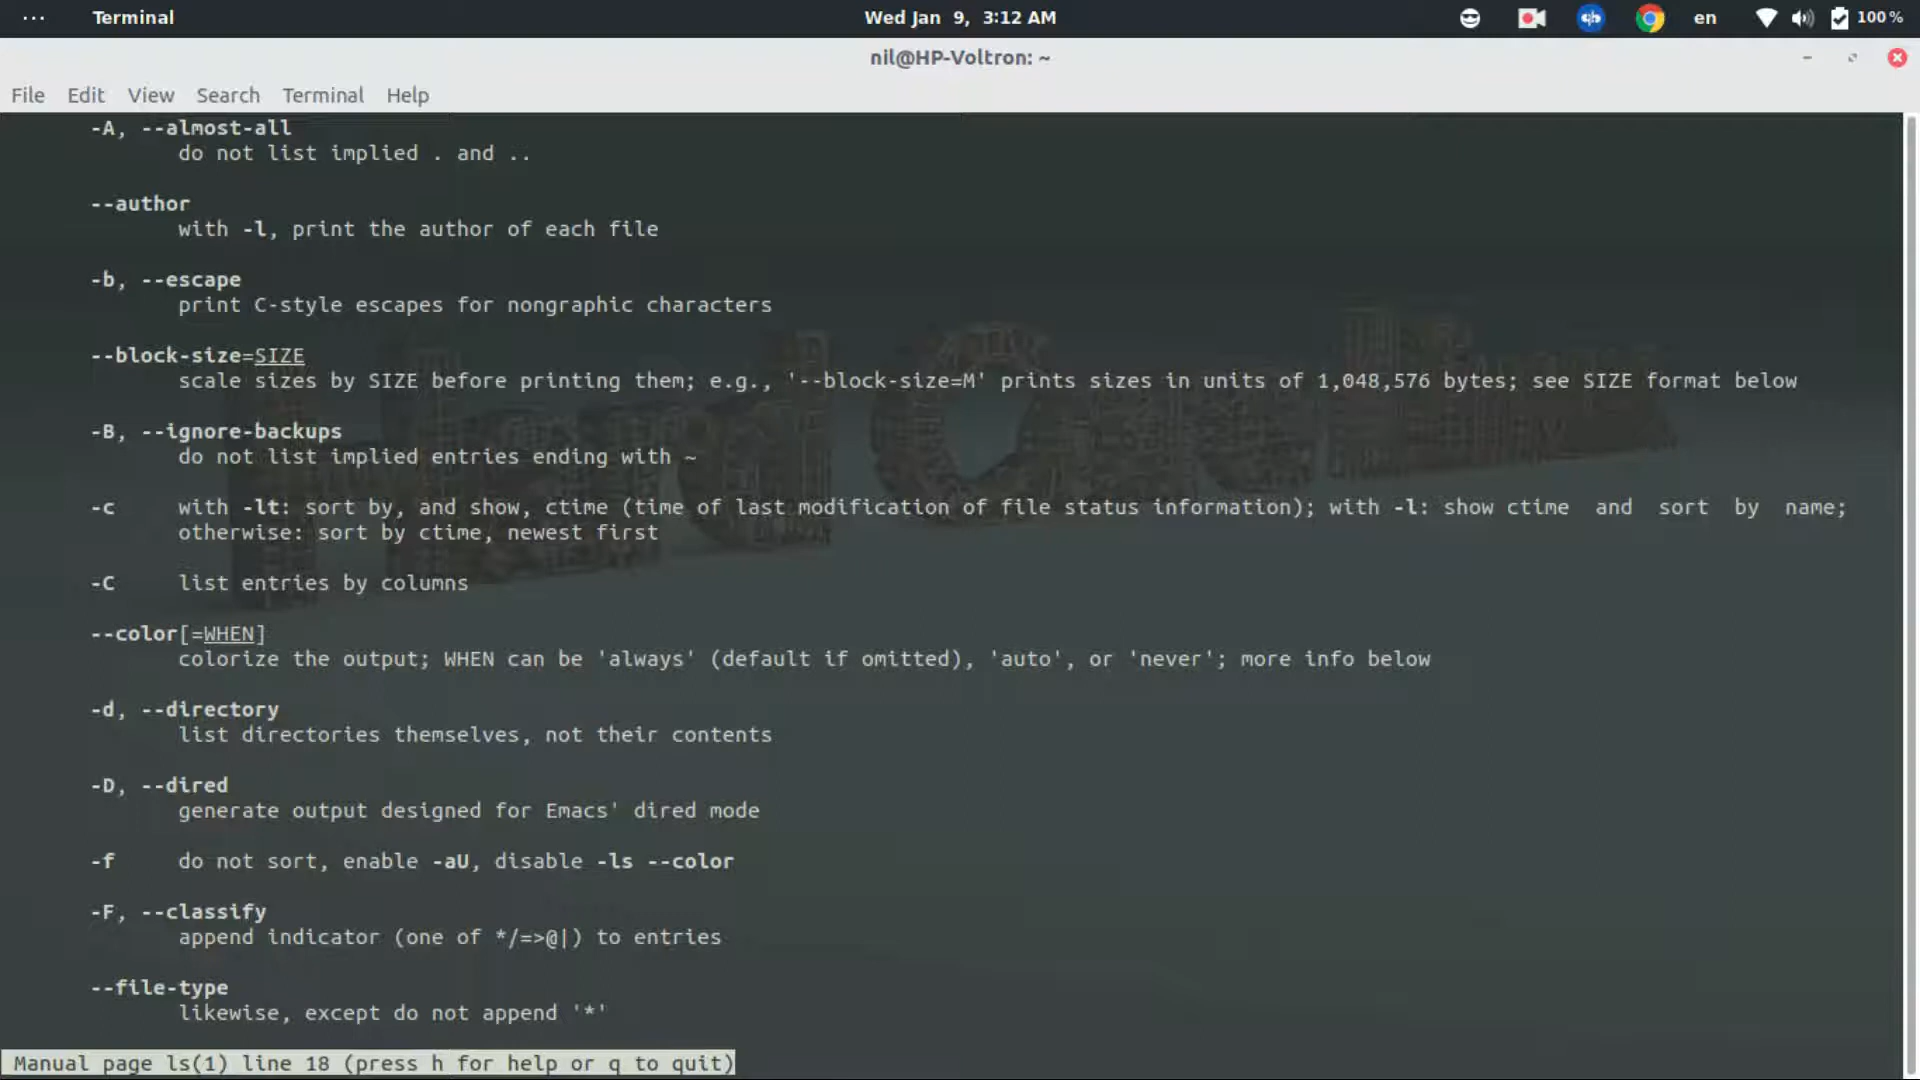 ... Terminal Wed Jan 9, 3:12 AM en 100 %
nil@HP-Voltron: ~
File Edit View Search Terminal Help
-A, --almost-all
do not list implied . and ..
--author
with -l, print the author of each file
-b, --escape
print C-style escapes for nongraphic characters
--block-size=SIZE
scale sizes by SIZE before printing them; e.g., '--block-size=M' prints sizes in units of 1,048,576 bytes; see SIZE format below
-B, --ignore-backups
do not list implied entries ending with ~
-c with -lt: sort by, and show, ctime (time of last modification of file status information); with -l: show ctime and sort by name;
otherwise: sort by ctime, newest first
-C list entries by columns
--color[=WHEN]
colorize the output; WHEN can be 'always' (default if omitted), 'auto', or 'never'; more info below
-d, --directory
list directories themselves, not their contents
-D, --dired
generate output designed for Emacs' dired mode
-f do not sort, enable -aU, disable -ls --color
-F, --classify
append indicator (one of */=>@|) to entries
--file-type
likewise, except do not append '*'
Manual page ls(1) line 18 (press h for help or q to quit)